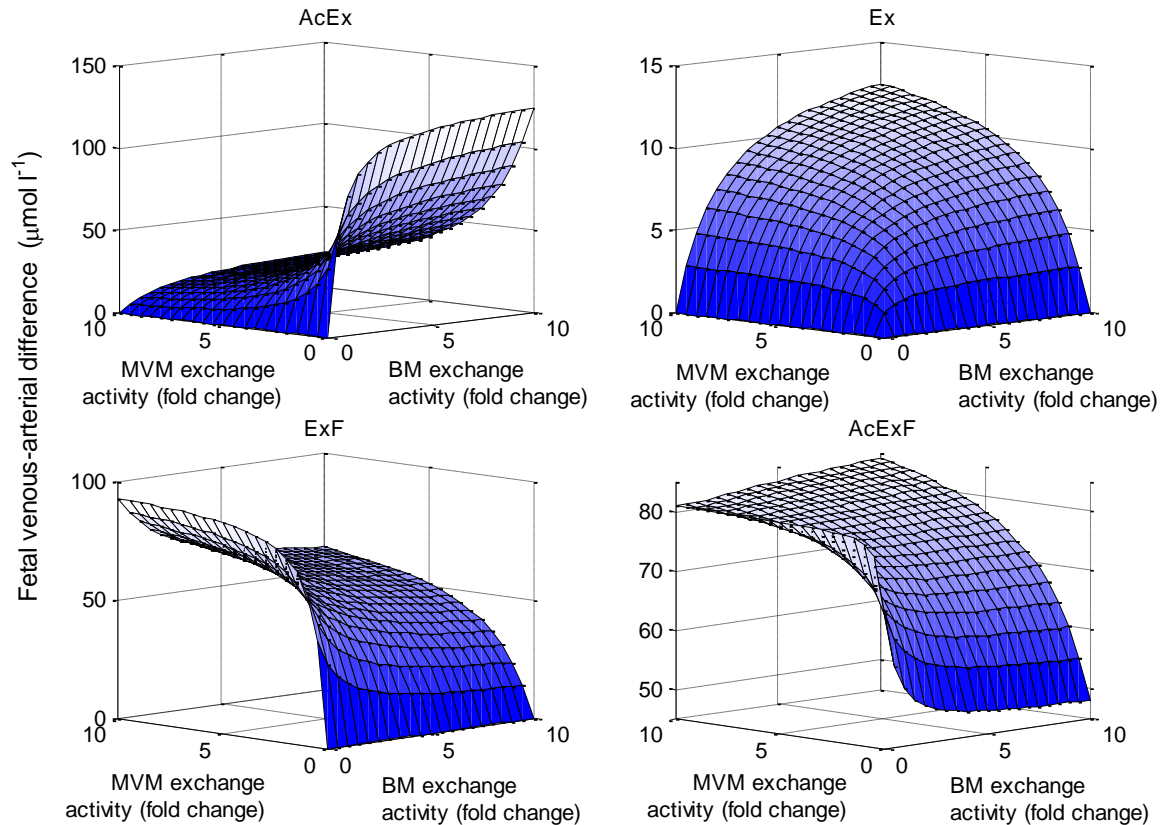 AcEx
Ex
150
100
50
0
10
5
0
0
5
10
MVM exchange
activity (fold change)
BM exchange
activity (fold change)
15
10
5
0
10
5
0
0
5
10
MVM exchange
activity (fold change)
BM exchange
activity (fold change)
Fetal venous-arterial difference (μmol l⁻¹)
ExF
AcExF
100
50
0
10
5
0
0
5
10
MVM exchange
activity (fold change)
BM exchange
activity (fold change)
80
70
60
50
10
5
0
0
5
10
MVM exchange
activity (fold change)
BM exchange
activity (fold change)